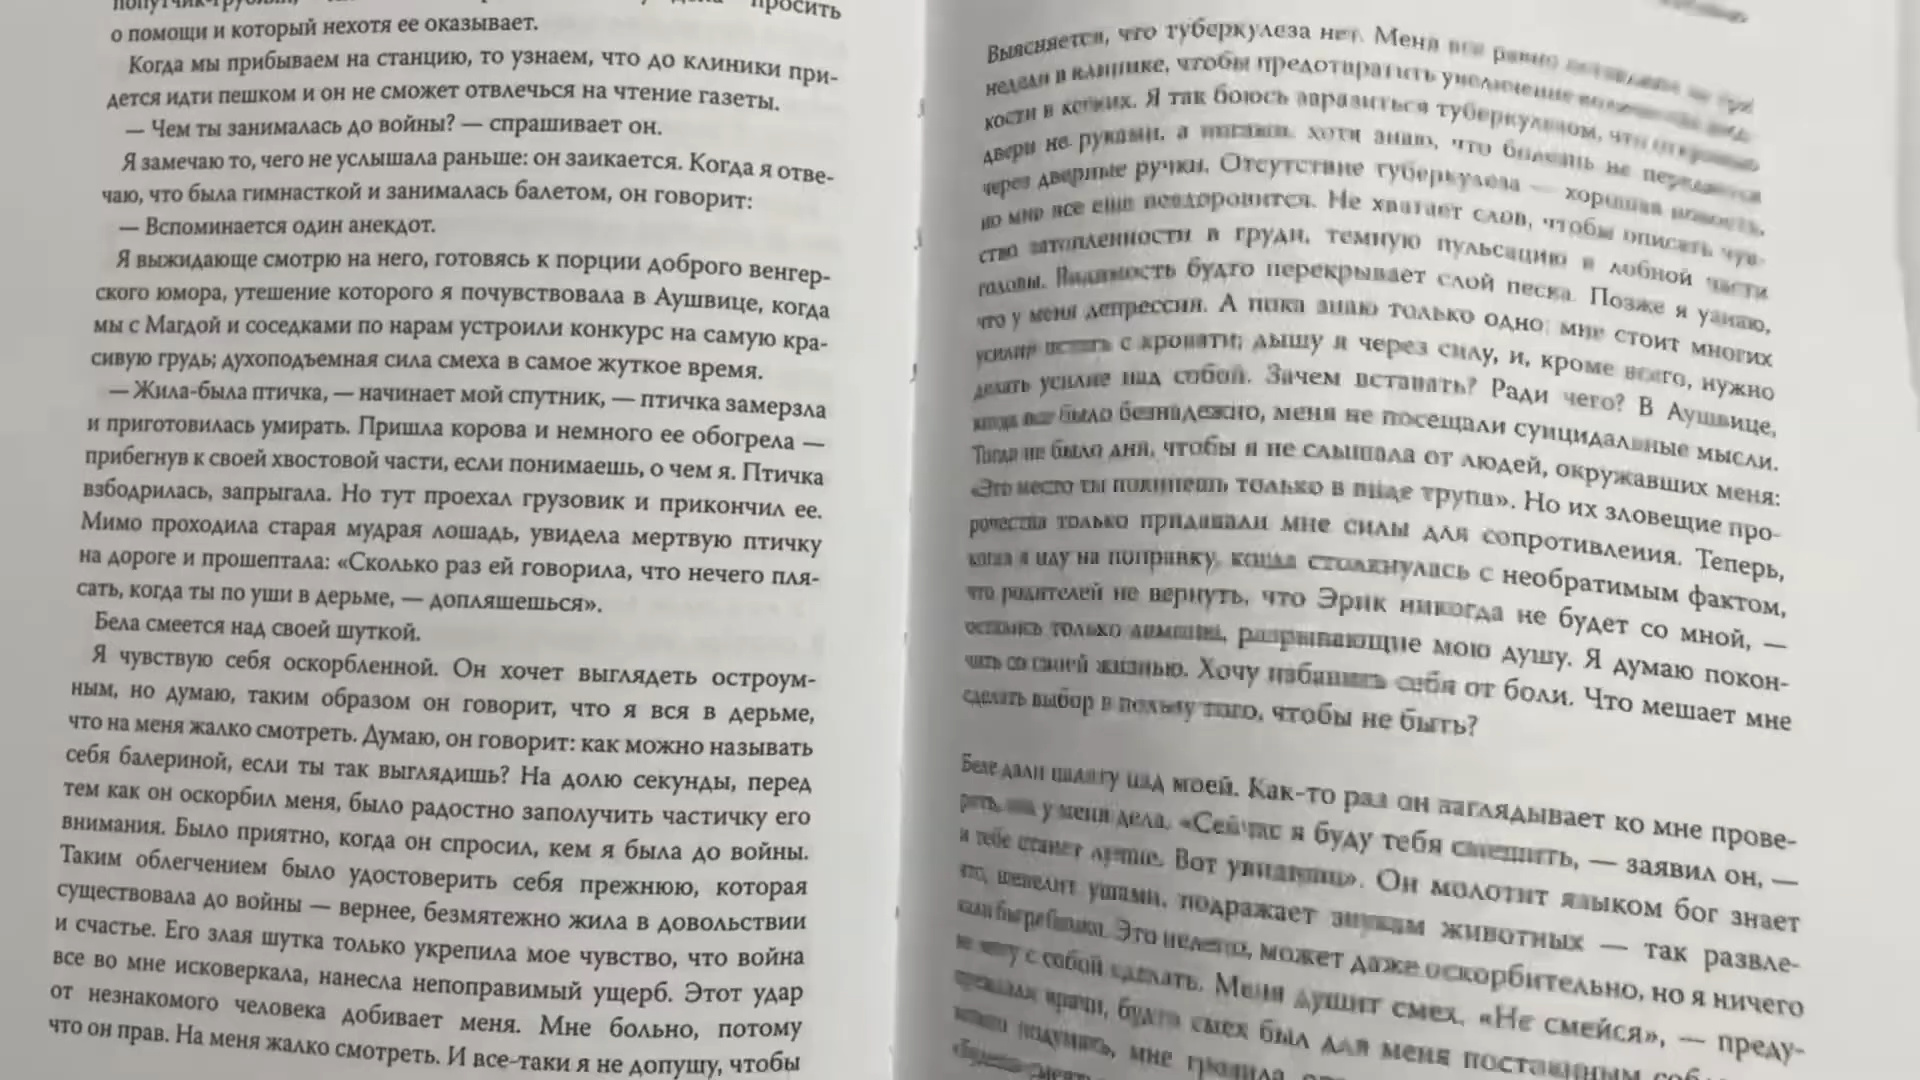 просить
о помощи и который нехотя ее оказывает.
Когда мы прибываем на станцию, то узнаем, что до клиники при-
дется идти пешком и он не сможет отвлечься на чтение газеты.
— Чем ты занималась до войны? — спрашивает он.
Я замечаю то, чего не услышала раньше: он заикается. Когда я отве-
чаю, что была гимнасткой и занималась балетом, он говорит:
— Вспоминается один анекдот.
Я выжидающе смотрю на него, готовясь к порции доброго венгер-
ского юмора, утешение которого я почувствовала в Аушвице, когда
мы с Магдой и соседками по нарам устроили конкурс на самую кра-
сивую грудь; духоподъемная сила смеха в самое жуткое время.
— Жила-была птичка, — начинает мой спутник, — птичка замерзла
и приготовилась умирать. Пришла корова и немного ее обогрела —
прибегнув к своей хвостовой части, если понимаешь, о чем я. Птичка
взбодрилась, запрыгала. Но тут проехал грузовик и прикончил ее.
Мимо проходила старая мудрая лошадь, увидела мертвую птичку
на дороге и прошептала: «Сколько раз ей говорила, что нечего пля-
сать, когда ты по уши в дерьме, — допляшешься».
Бела смеется над своей шуткой.
Я чувствую себя оскорбленной. Он хочет выглядеть остроум-
ным, но думаю, таким образом он говорит, что я вся в дерьме,
что на меня жалко смотреть. Думаю, он говорит: как можно называть
себя балериной, если ты так выглядишь? На долю секунды, перед
тем как он оскорбил меня, было радостно заполучить частичку его
внимания. Было приятно, когда он спросил, кем я была до войны.
Таким облегчением было удостоверить себя прежнюю, которая
существовала до войны — вернее, безмятежно жила в довольствии
и счастье. Его злая шутка только укрепила мое чувство, что война
все во мне исковеркала, нанесла непоправимый ущерб. Этот удар
от незнакомого человека добивает меня. Мне больно, потому
что он прав. На меня жалко смотреть. И все-таки я не допущу, чтобы
Выясняется, что туберкулеза нет. Меня все равно оставляют на три
недели в клинике, чтобы предотвратить увеличение
кости в легких. Я так боюсь заразиться туберкулезом, что открываю
двери не руками, а ногами, хотя знаю, что болезнь не передается
через дверные ручки. Отсутствие туберкулеза — хорошая новость,
но мне все еще нездоровится. Не хватает слов, чтобы описать чув-
ство затопленности в груди, темную пульсацию в лобной части
головы. Видимость будто перекрывает слой песка. Позже я узнаю,
что у меня депрессия. А пока знаю только одно: мне стоит многих
усилий встать с кровати; дышу я через силу, и, кроме всего, нужно
делать усилие над собой. Зачем вставать? Ради чего? В Аушвице,
когда все было безнадежно, меня не посещали суицидальные мысли.
Тогда не было дня, чтобы я не слышала от людей, окружавших меня:
«Это место ты покинешь только в виде трупа». Но их зловещие про-
рочества только придавали мне силы для сопротивления. Теперь,
когда я иду на поправку, когда столкнулась с необратимым фактом,
что родителей не вернуть, что Эрик никогда не будет со мной, —
остались только демоны, разрывающие мою душу. Я думаю покон-
чить со своей жизнью. Хочу избавить себя от боли. Что мешает мне
сделать выбор в пользу того, чтобы не быть?
Беле дали палату над моей. Как-то раз он заглядывает ко мне прове-
рить, как у меня дела. «Сейчас я буду тебя смешить, — заявил он, —
и тебе станет лучше. Вот увидишь». Он молотит языком бог знает
что, шевелит ушами, подражает звукам животных — так развле-
кали бы ребенка. Это нелепо, может даже оскорбительно, но я ничего
не могу с собой сделать. Меня душит смех. «Не смейся», — преду-
преждали врачи, будто смех был для меня постоянным
можно подумать, мне грозила